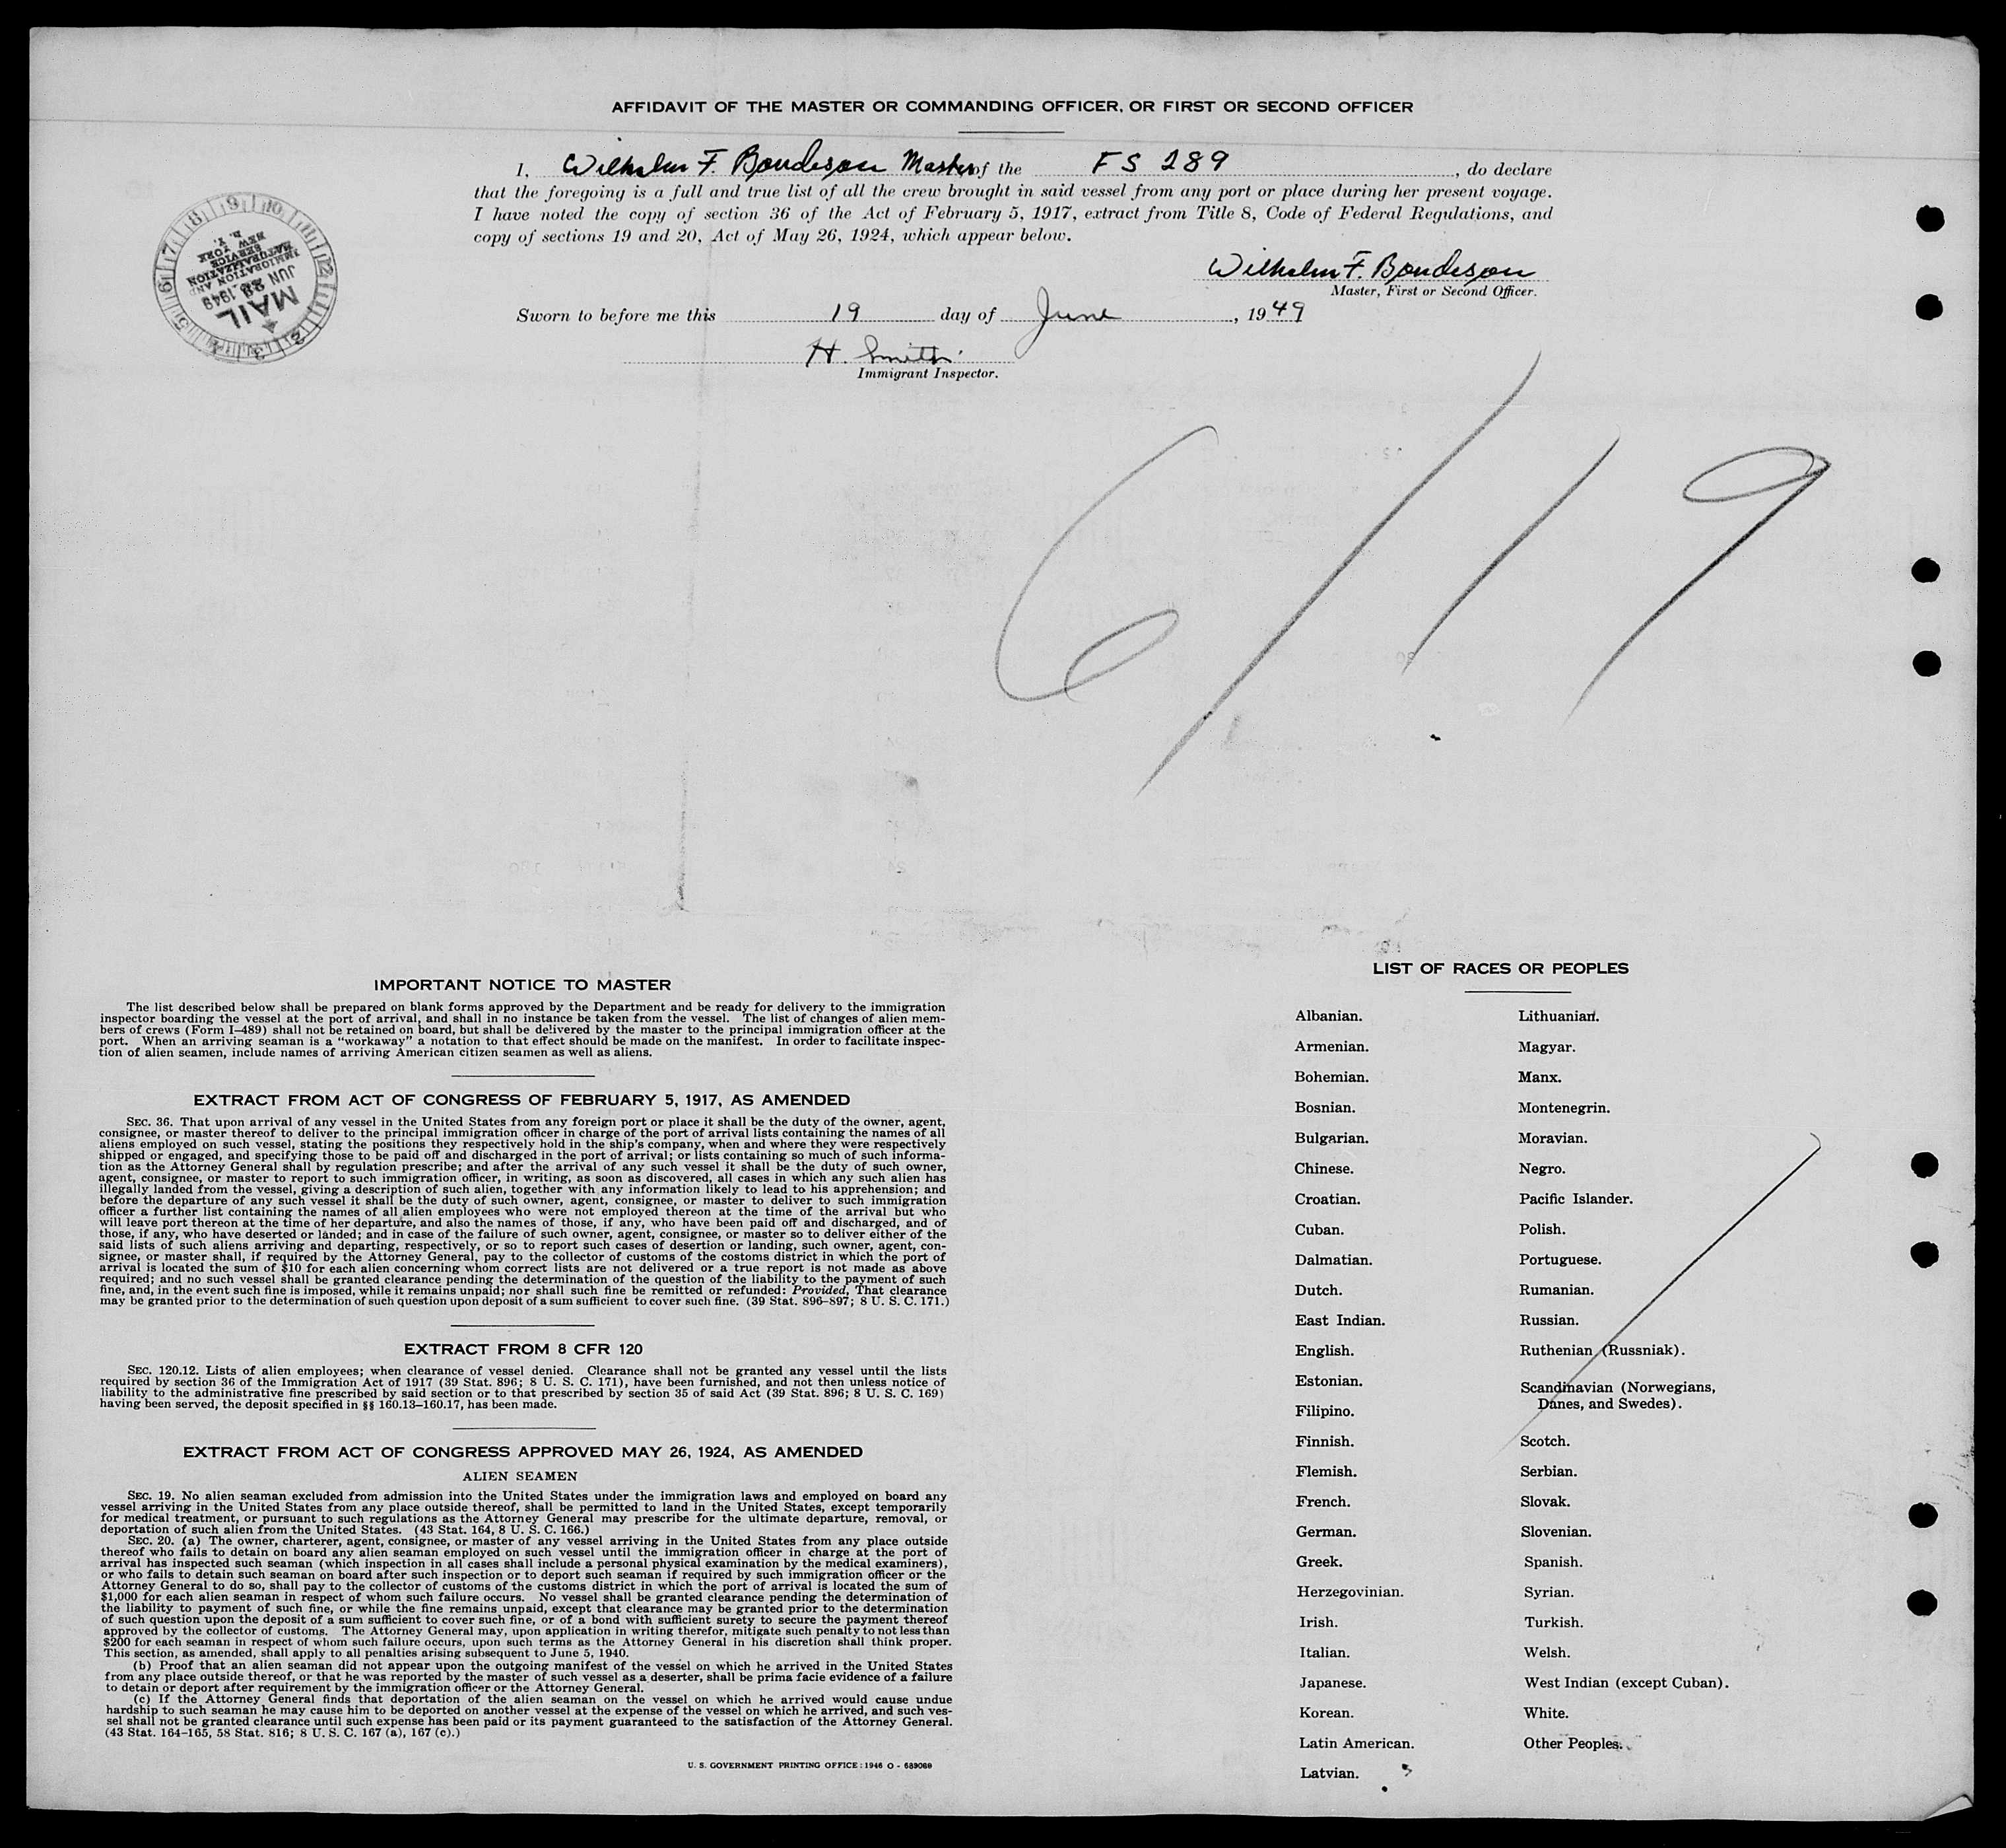 AFFIDAVIT OF THE MASTER OR COMMANDING OFFICER, OR FIRST OR SECOND OFFICER
I, Wilhelm F. Bondeson Master of the FS 289, do declare
that the foregoing is a full and true list of all the crew brought in said vessel from any port or place during her present voyage.
I have noted the copy of section 36 of the Act of February 5, 1917, extract from Title 8, Code of Federal Regulations, and
copy of sections 19 and 20, Act of May 26, 1924, which appear below.
Wilhelm F. Bondeson
Master, First or Second Officer.
Sworn to before me this 19 day of June, 1949
H. Smith
Immigrant Inspector.
MAIL
JUN 28 1949
IMMIGRATION AND
NATURALIZATION
SERVICE
NEW YORK
N. Y.
6/19
IMPORTANT NOTICE TO MASTER
The list described below shall be prepared on blank forms approved by the Department and be ready for delivery to the immigration
inspector boarding the vessel at the port of arrival, and shall in no instance be taken from the vessel. The list of changes of alien mem-
bers of crews (Form I–489) shall not be retained on board, but shall be delivered by the master to the principal immigration officer at the
port. When an arriving seaman is a "workaway" a notation to that effect should be made on the manifest. In order to facilitate inspec-
tion of alien seamen, include names of arriving American citizen seamen as well as aliens.
EXTRACT FROM ACT OF CONGRESS OF FEBRUARY 5, 1917, AS AMENDED
SEC. 36. That upon arrival of any vessel in the United States from any foreign port or place it shall be the duty of the owner, agent,
consignee, or master thereof to deliver to the principal immigration officer in charge of the port of arrival lists containing the names of all
aliens employed on such vessel, stating the positions they respectively hold in the ship's company, when and where they were respectively
shipped or engaged, and specifying those to be paid off and discharged in the port of arrival; or lists containing so much of such informa-
tion as the Attorney General shall by regulation prescribe; and after the arrival of any such vessel it shall be the duty of such owner,
agent, consignee, or master to report to such immigration officer, in writing, as soon as discovered, all cases in which any such alien has
illegally landed from the vessel, giving a description of such alien, together with any information likely to lead to his apprehension; and
before the departure of any such vessel it shall be the duty of such owner, agent, consignee, or master to deliver to such immigration
officer a further list containing the names of all alien employees who were not employed thereon at the time of the arrival but who
will leave port thereon at the time of her departure, and also the names of those, if any, who have been paid off and discharged, and of
those, if any, who have deserted or landed; and in case of the failure of such owner, agent, consignee, or master so to deliver either of the
said lists of such aliens arriving and departing, respectively, or so to report such cases of desertion or landing, such owner, agent, con-
signee, or master shall, if required by the Attorney General, pay to the collector of customs of the costoms district in which the port of
arrival is located the sum of $10 for each alien concerning whom correct lists are not delivered or a true report is not made as above
required; and no such vessel shall be granted clearance pending the determination of the question of the liability to the payment of such
fine, and, in the event such fine is imposed, while it remains unpaid; nor shall such fine be remitted or refunded: Provided, That clearance
may be granted prior to the determination of such question upon deposit of a sum sufficient to cover such fine. (39 Stat. 896–897; 8 U. S. C. 171.)
EXTRACT FROM 8 CFR 120
SEC. 120.12. Lists of alien employees; when clearance of vessel denied. Clearance shall not be granted any vessel until the lists
required by section 36 of the Immigration Act of 1917 (39 Stat. 896; 8 U. S. C. 171), have been furnished, and not then unless notice of
liability to the administrative fine prescribed by said section or to that prescribed by section 35 of said Act (39 Stat. 896; 8 U. S. C. 169)
having been served, the deposit specified in §§ 160.13–160.17, has been made.
EXTRACT FROM ACT OF CONGRESS APPROVED MAY 26, 1924, AS AMENDED
ALIEN SEAMEN
SEC. 19. No alien seaman excluded from admission into the United States under the immigration laws and employed on board any
vessel arriving in the United States from any place outside thereof, shall be permitted to land in the United States, except temporarily
for medical treatment, or pursuant to such regulations as the Attorney General may prescribe for the ultimate departure, removal, or
deportation of such alien from the United States. (43 Stat. 164, 8 U. S. C. 166.)
SEC. 20. (a) The owner, charterer, agent, consignee, or master of any vessel arriving in the United States from any place outside
thereof who fails to detain on board any alien seaman employed on such vessel until the immigration officer in charge at the port of
arrival has inspected such seaman (which inspection in all cases shall include a personal physical examination by the medical examiners),
or who fails to detain such seaman on board after such inspection or to deport such seaman if required by such immigration officer or the
Attorney General to do so, shall pay to the collector of customs of the customs district in which the port of arrival is located the sum of
$1,000 for each alien seaman in respect of whom such failure occurs. No vessel shall be granted clearance pending the determination of
the liability to payment of such fine, or while the fine remains unpaid, except that clearance may be granted prior to the determination
of such question upon the deposit of a sum sufficient to cover such fine, or of a bond with sufficient surety to secure the payment thereof
approved by the collector of customs. The Attorney General may, upon application in writing therefor, mitigate such penalty to not less than
$200 for each seaman in respect of whom such failure occurs, upon such terms as the Attorney General in his discretion shall think proper.
This section, as amended, shall apply to all penalties arising subsequent to June 5, 1940.
(b) Proof that an alien seaman did not appear upon the outgoing manifest of the vessel on which he arrived in the United States
from any place outside thereof, or that he was reported by the master of such vessel as a deserter, shall be prima facie evidence of a failure
to detain or deport after requirement by the immigration officer or the Attorney General.
(c) If the Attorney General finds that deportation of the alien seaman on the vessel on which he arrived would cause undue
hardship to such seaman he may cause him to be deported on another vessel at the expense of the vessel on which he arrived, and such ves-
sel shall not be granted clearance until such expense has been paid or its payment guaranteed to the satisfaction of the Attorney General.
(43 Stat. 164–165, 58 Stat. 816; 8 U. S. C. 167 (a), 167 (c).)
U. S. GOVERNMENT PRINTING OFFICE : 1946 O - 689069
LIST OF RACES OR PEOPLES
Albanian.
Armenian.
Bohemian.
Bosnian.
Bulgarian.
Chinese.
Croatian.
Cuban.
Dalmatian.
Dutch.
East Indian.
English.
Estonian.
Filipino.
Finnish.
Flemish.
French.
German.
Greek.
Herzegovinian.
Irish.
Italian.
Japanese.
Korean.
Latin American.
Latvian.
Lithuanian.
Magyar.
Manx.
Montenegrin.
Moravian.
Negro.
Pacific Islander.
Polish.
Portuguese.
Rumanian.
Russian.
Ruthenian (Russniak).
Scandinavian (Norwegians,
Danes, and Swedes).
Scotch.
Serbian.
Slovak.
Slovenian.
Spanish.
Syrian.
Turkish.
Welsh.
West Indian (except Cuban).
White.
Other Peoples.